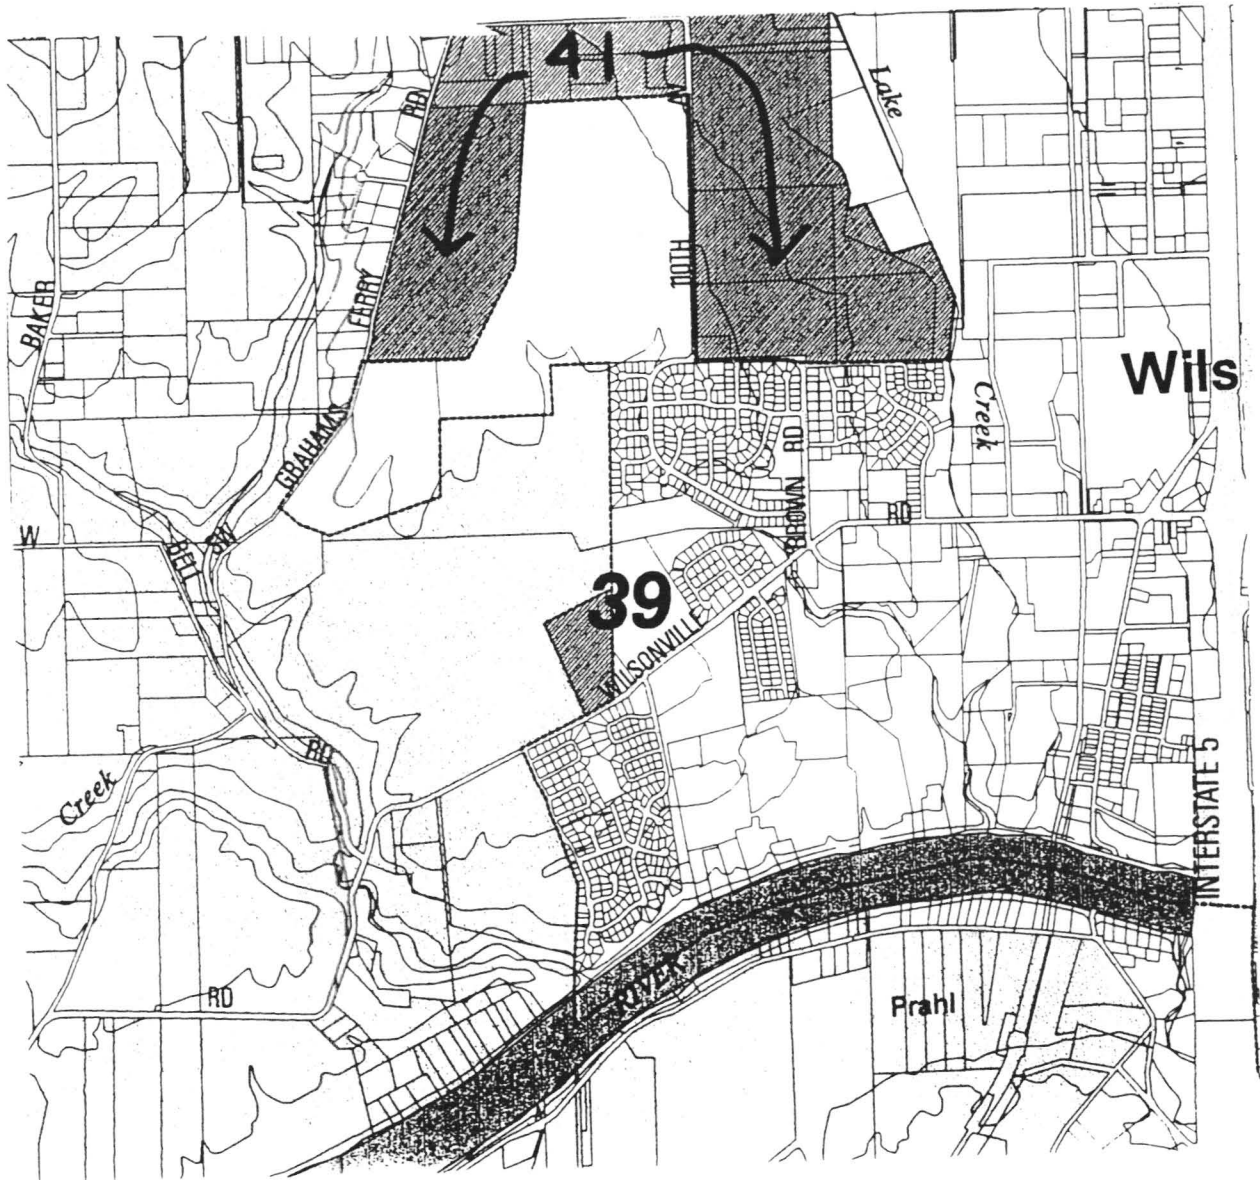 41
Lake
RD
BAKER
FERRY
110TH
Wils
Creek
GRAHAMS
BROWN RD
RD
W
BELL
SW
39
WILSONVILLE
Creek
RD
INTERSTATE 5
RIVER
Prahl
RD